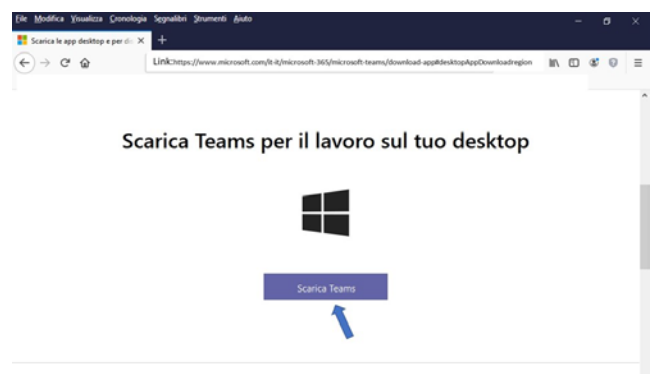 File Modifica Visualizza Cronologia Segnalibri Strumenti Aiuto
Scarica le app desktop e per di
Link:https://www.microsoft.com/it-it/microsoft-365/microsoft-teams/download-app#desktopAppDownloadregion
Scarica Teams per il lavoro sul tuo desktop
Scarica Teams